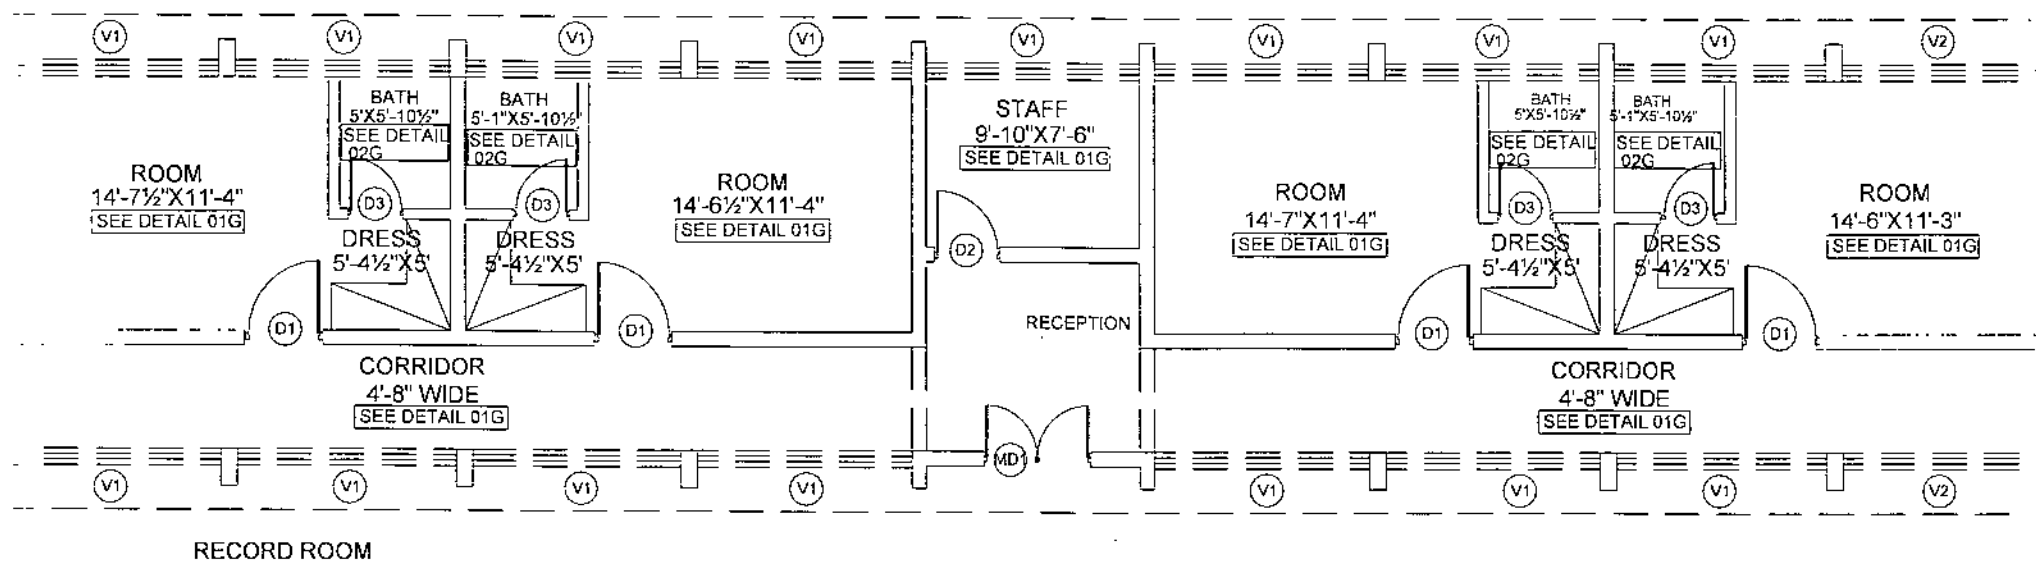 V1 V1 V1 V1 V1 V1 V1 V1 V2
BATH
5'X5'-10½"
SEE DETAIL
02G
BATH
5'-1"X5'-10½"
SEE DETAIL
02G
STAFF
9'-10"X7'-6"
SEE DETAIL 01G
BATH
5'X5'-10½"
SEE DETAIL
02G
BATH
5'-1"X5'-10½"
SEE DETAIL
02G
ROOM
14'-7½"X11'-4"
SEE DETAIL 01G
D3
D3
ROOM
14'-6½"X11'-4"
SEE DETAIL 01G
ROOM
14'-7"X11'-4"
SEE DETAIL 01G
D3
D3
ROOM
14'-6"X11'-3"
SEE DETAIL 01G
DRESS
5'-4½"X5'
DRESS
5'-4½"X5'
D2
DRESS
5'-4½"X5'
DRESS
5'-4½"X5'
D1
D1
RECEPTION
D1
D1
CORRIDOR
4'-8" WIDE
SEE DETAIL 01G
CORRIDOR
4'-8" WIDE
SEE DETAIL 01G
MD1
V1 V1 V1 V1 V1 V1 V1 V2
RECORD ROOM